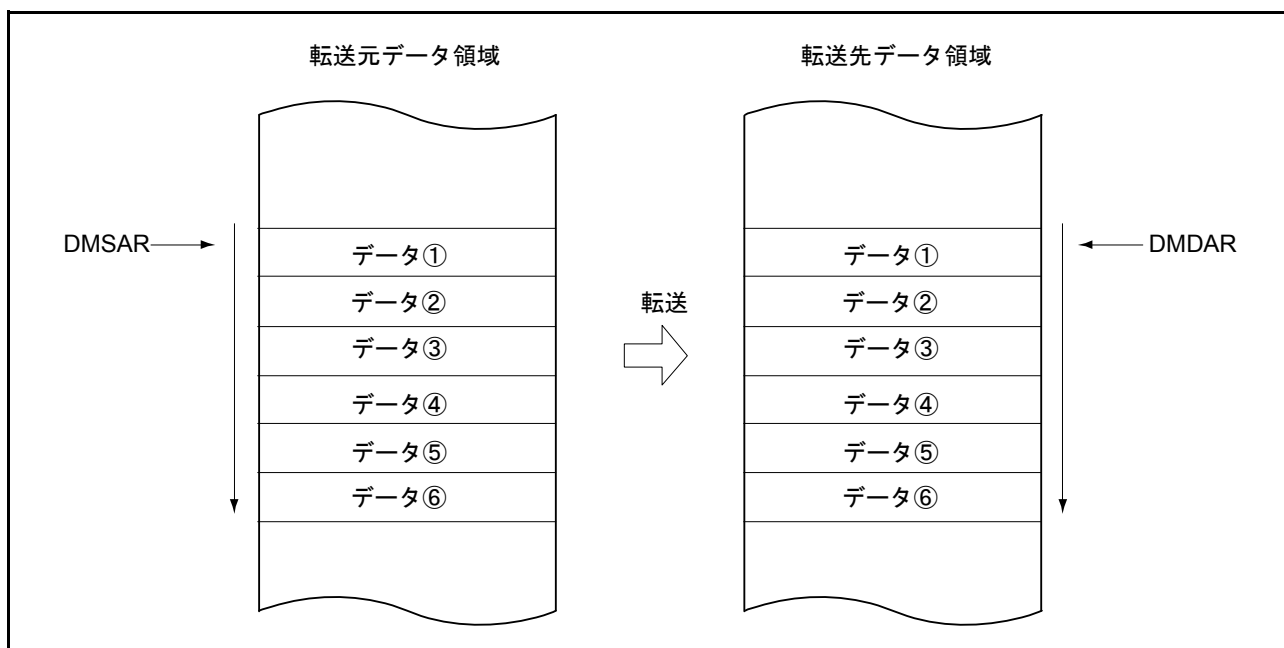 転送元データ領域
転送先データ領域
DMSAR
DMDAR
データ①
データ②
データ③
データ④
データ⑤
データ⑥
転送
データ①
データ②
データ③
データ④
データ⑤
データ⑥